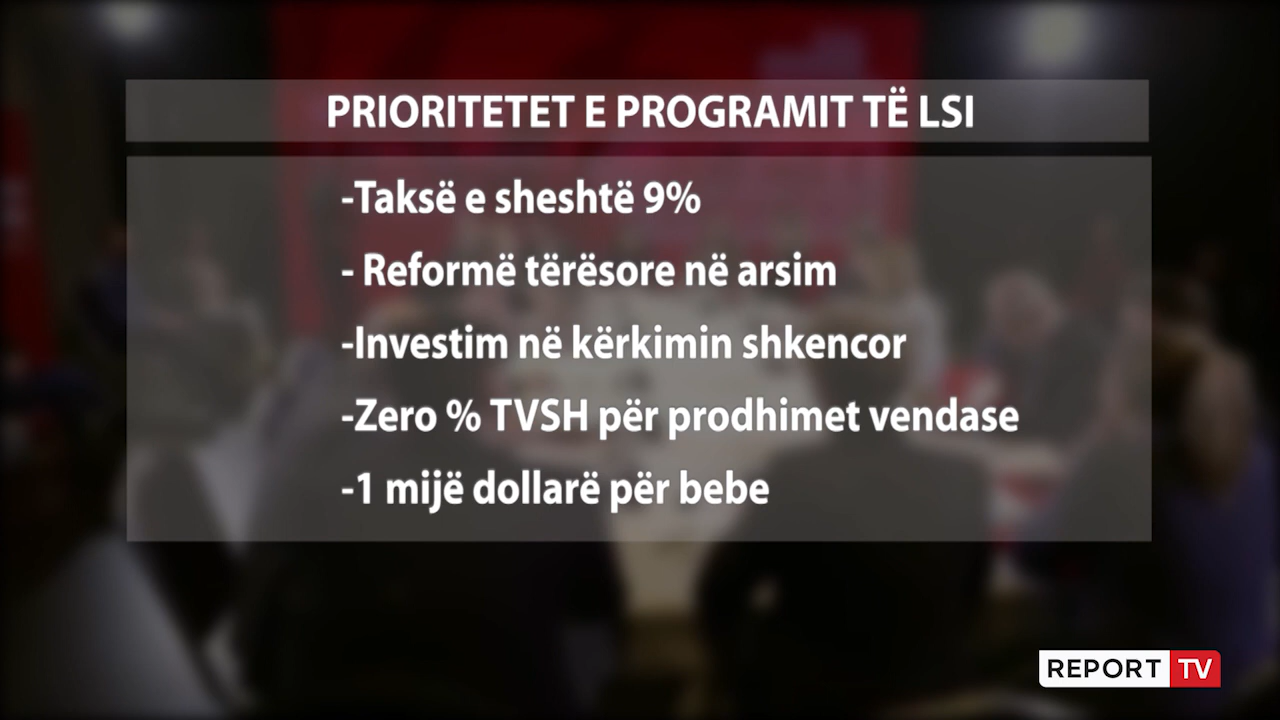 PRIORITETET E PROGRAMIT TË LSI
-Taksë e sheshtë 9%
- Reformë tërësore në arsim
-Investim në kërkimin shkencor
-Zero % TVSH për prodhimet vendase
-1 mijë dollarë për bebe
REPORT TV